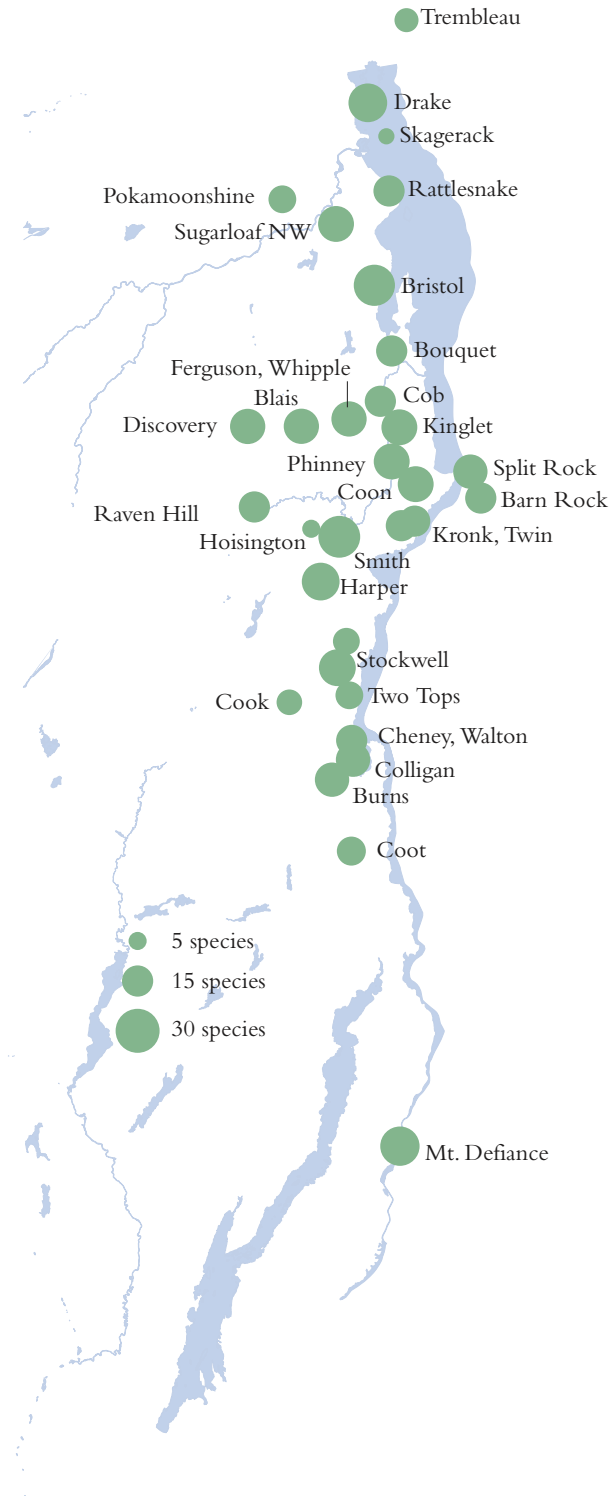 Trembleau
Drake
Skagerack
Rattlesnake
Pokamoonshine
Sugarloaf NW
Bristol
Bouquet
Ferguson, Whipple
Blais
Cob
Discovery
Kinglet
Phinney
Split Rock
Coon
Barn Rock
Raven Hill
Kronk, Twin
Hoisington
Smith
Harper
Stockwell
Two Tops
Cook
Cheney, Walton
Colligan
Burns
Coot
5 species
15 species
30 species
Mt. Defiance